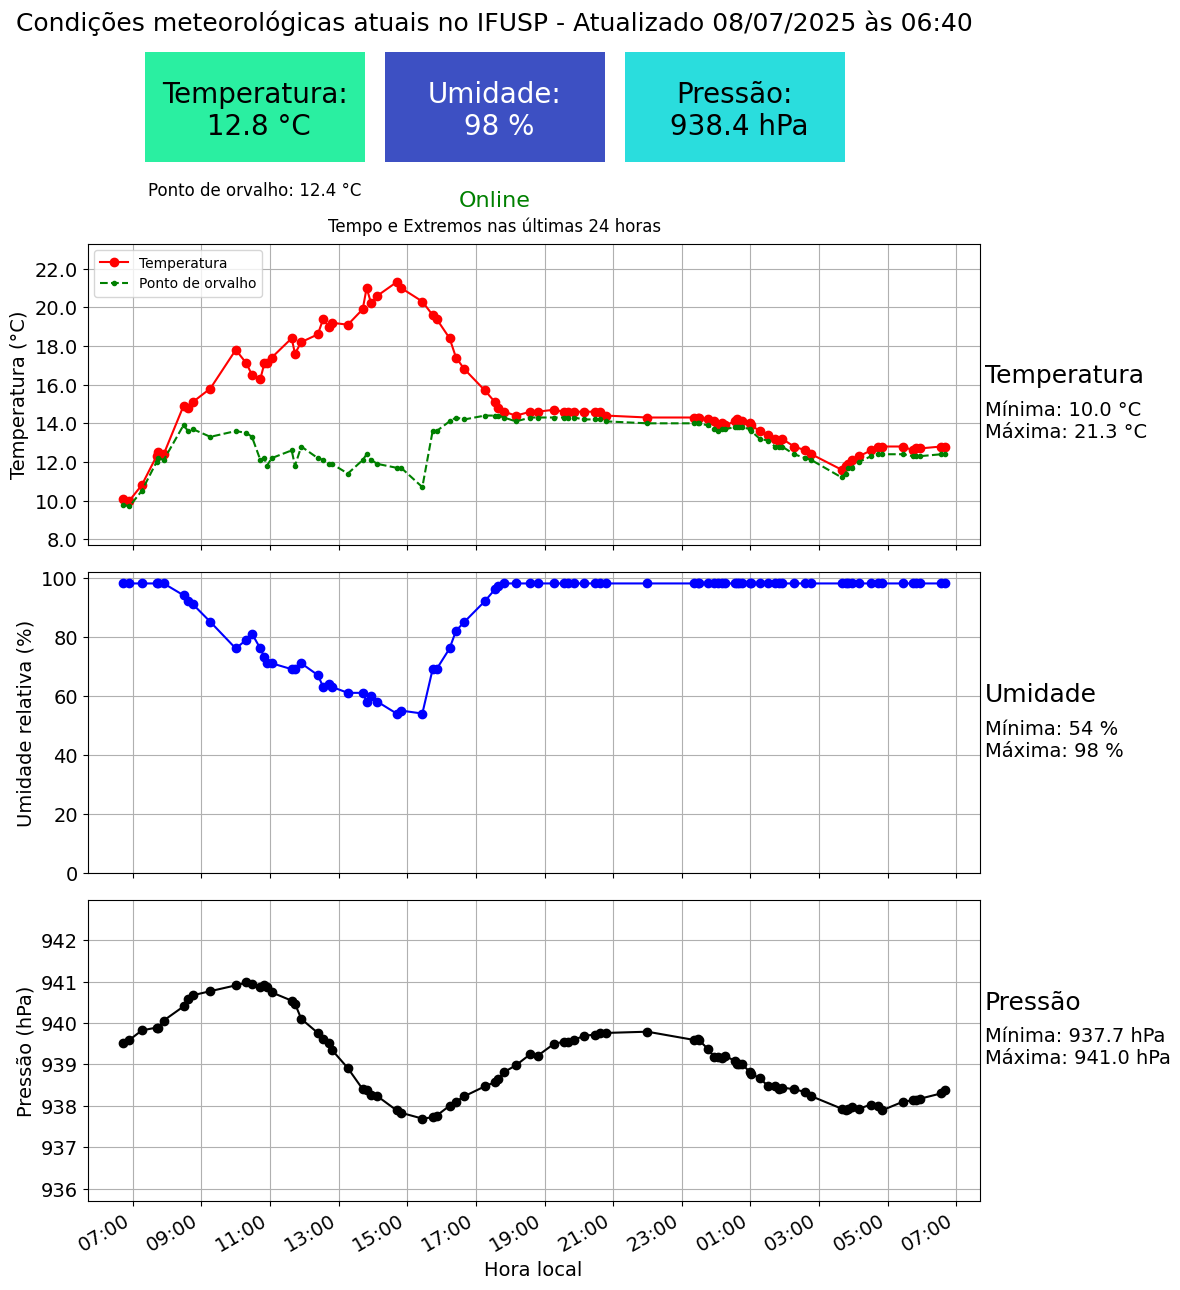 Condições meteorológicas atuais no IFUSP - Atualizado 08/07/2025 às 06:40
Temperatura:
12.8 °C
Umidade:
98 %
Pressão:
938.4 hPa
Ponto de orvalho: 12.4 °C
Online
Tempo e Extremos nas últimas 24 horas
Temperatura
Ponto de orvalho
Temperatura (°C)
22.0
20.0
18.0
16.0
14.0
12.0
10.0
8.0
Temperatura
Mínima: 10.0 °C
Máxima: 21.3 °C
Umidade relativa (%)
100
80
60
40
20
0
Umidade
Mínima: 54 %
Máxima: 98 %
Pressão (hPa)
942
941
940
939
938
937
936
Pressão
Mínima: 937.7 hPa
Máxima: 941.0 hPa
07:00 09:00 11:00 13:00 15:00 17:00 19:00 21:00 23:00 01:00 03:00 05:00 07:00
Hora local